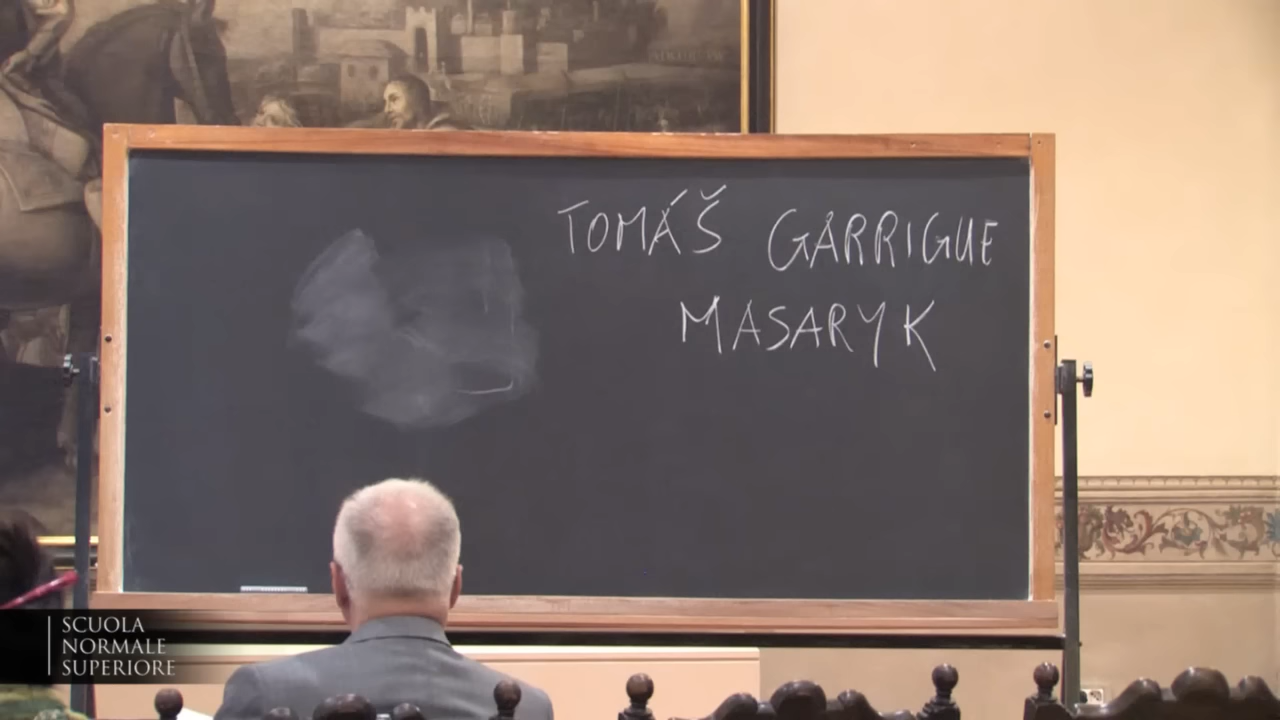 TOMÁŠ GARRIGUE
MASARYK
SCUOLA
NORMALE
SUPERIORE